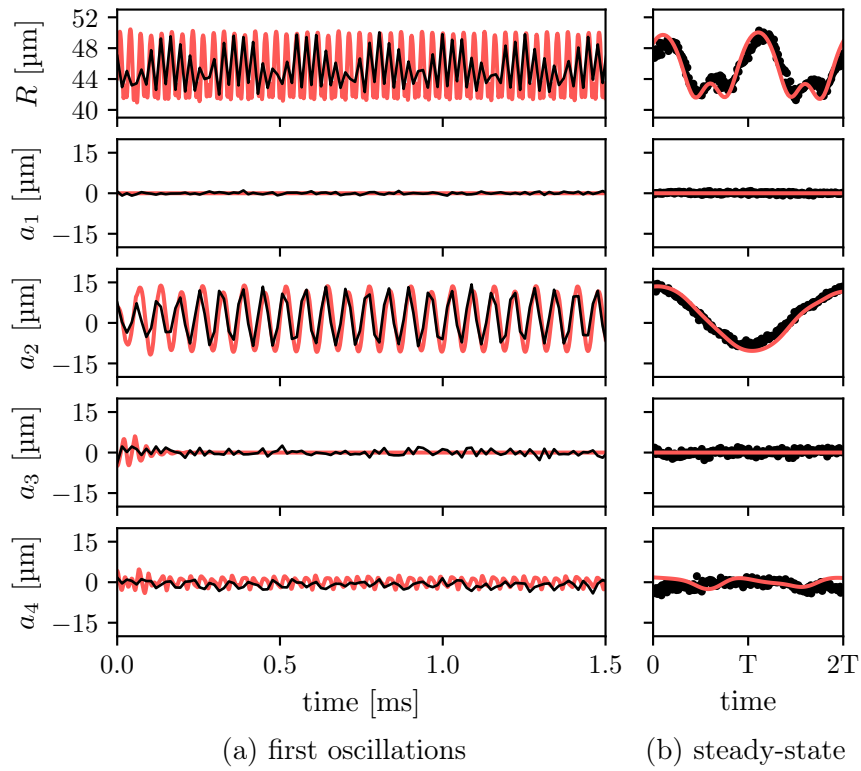 52
48
44
40
R [µm]
15
0
−15
a₁ [µm]
15
0
−15
a₂ [µm]
15
0
−15
a₃ [µm]
15
0
−15
a₄ [µm]
0.0 0.5 1.0 1.5
time [ms]
0 T 2T
time
(a) first oscillations
(b) steady-state